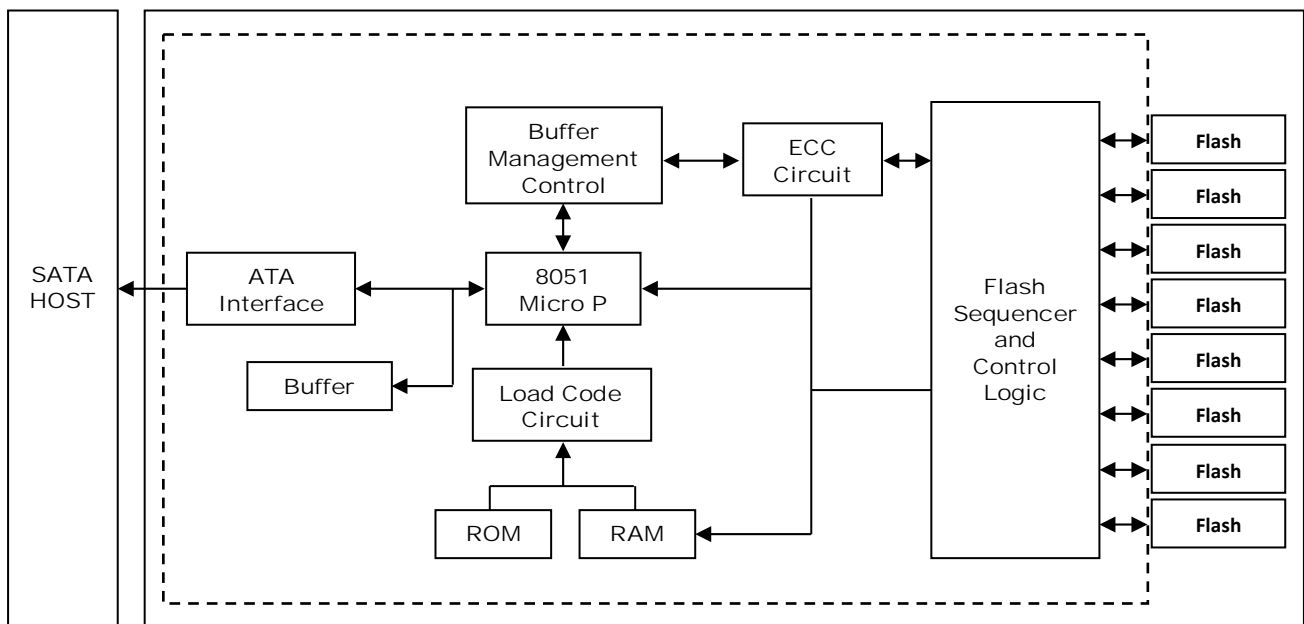 SATA
HOST
ATA
Interface
Buffer
Buffer
Management
Control
8051
Micro P
Load Code
Circuit
ROM
RAM
ECC
Circuit
Flash
Sequencer
and
Control
Logic
Flash
Flash
Flash
Flash
Flash
Flash
Flash
Flash